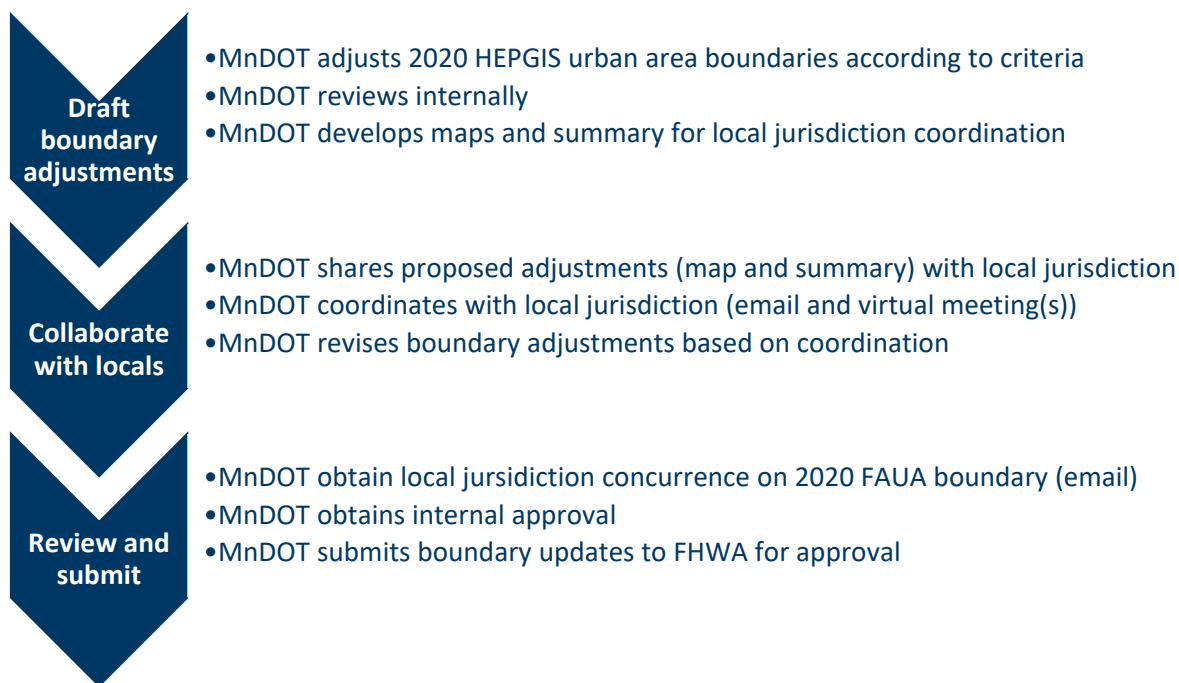 Draft
boundary
adjustments
•MnDOT adjusts 2020 HEPGIS urban area boundaries according to criteria
•MnDOT reviews internally
•MnDOT develops maps and summary for local jurisdiction coordination
Collaborate
with locals
•MnDOT shares proposed adjustments (map and summary) with local jurisdiction
•MnDOT coordinates with local jurisdiction (email and virtual meeting(s))
•MnDOT revises boundary adjustments based on coordination
Review and
submit
•MnDOT obtain local jursidiction concurrence on 2020 FAUA boundary (email)
•MnDOT obtains internal approval
•MnDOT submits boundary updates to FHWA for approval